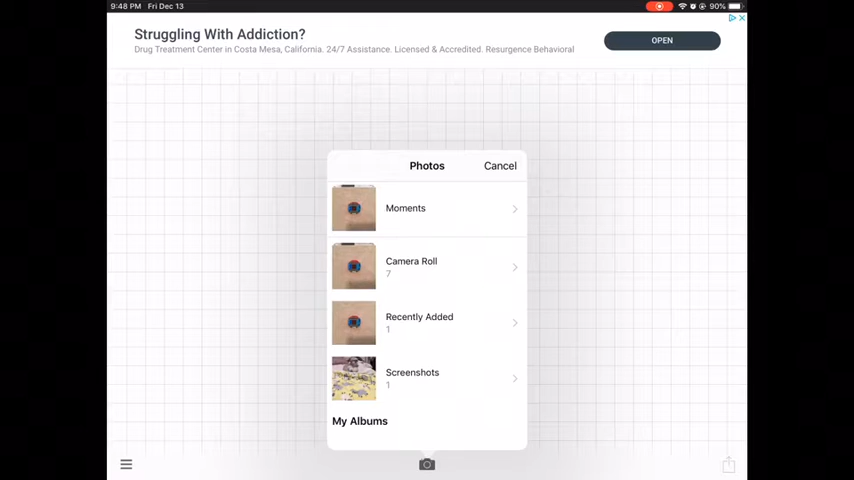 9:48 PM Fri Dec 13
90%
Struggling With Addiction?
Drug Treatment Center in Costa Mesa, California. 24/7 Assistance. Licensed & Accredited. Resurgence Behavioral
OPEN
Photos
Cancel
Moments
Camera Roll
7
Recently Added
1
Screenshots
1
My Albums